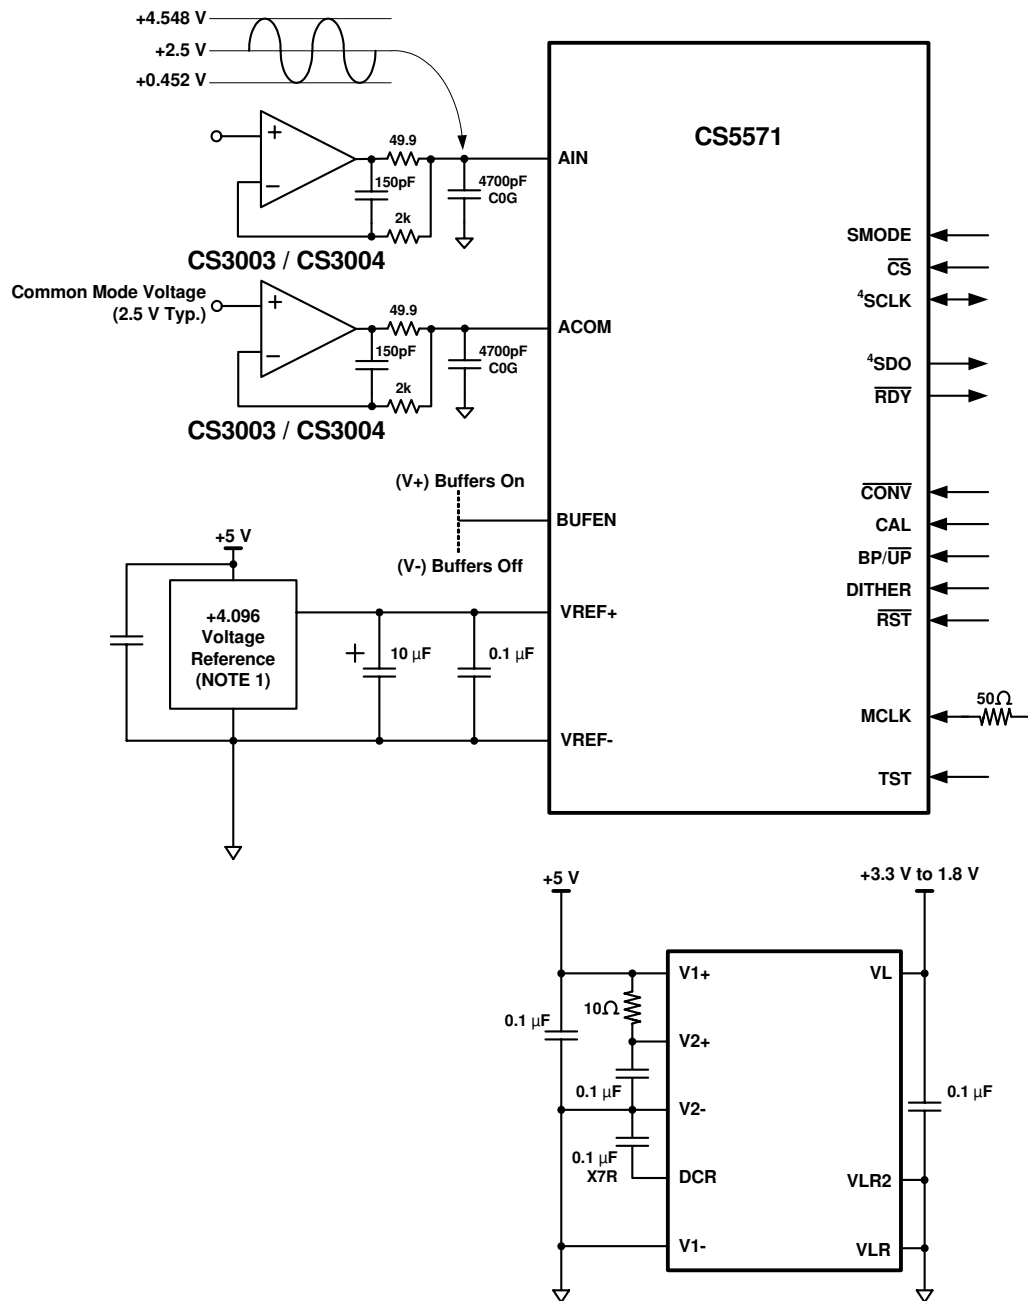 +4.548 V
+2.5 V
+0.452 V
CS5571
+
−
49.9
150pF
2k
4700pF
C0G
AIN
CS3003 / CS3004
Common Mode Voltage
(2.5 V Typ.)
+
−
49.9
150pF
2k
4700pF
C0G
ACOM
CS3003 / CS3004
(V+) Buffers On
BUFEN
(V-) Buffers Off
+5 V
+4.096
Voltage
Reference
(NOTE 1)
+
10 µF
0.1 µF
VREF+
VREF-
SMODE
CS
4SCLK
4SDO
RDY
CONV
CAL
BP/UP
DITHER
RST
50Ω
MCLK
TST
+5 V
+3.3 V to 1.8 V
V1+
VL
10Ω
0.1 µF
V2+
0.1 µF
V2-
0.1 µF
0.1 µF
X7R
DCR
VLR2
V1-
VLR